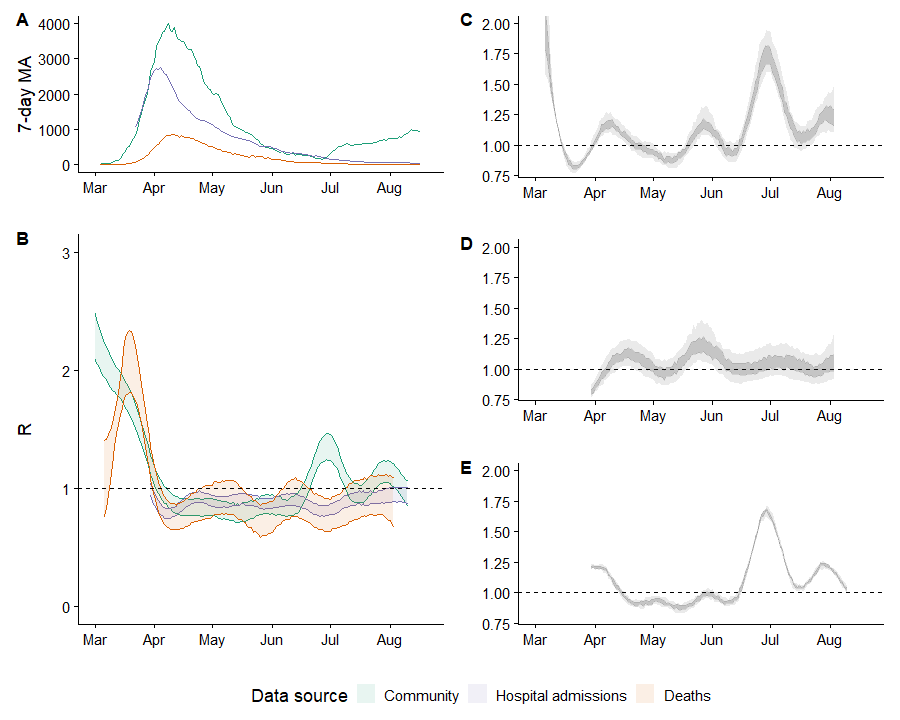 A
7-day MA
4000
3000
2000
1000
0
Mar Apr May Jun Jul Aug
B
R
3
2
1
0
Mar Apr May Jun Jul Aug
C
2.00
1.75
1.50
1.25
1.00
0.75
Mar Apr May Jun Jul Aug
D
2.00
1.75
1.50
1.25
1.00
0.75
Mar Apr May Jun Jul Aug
E
2.00
1.75
1.50
1.25
1.00
0.75
Mar Apr May Jun Jul Aug
Data source Community Hospital admissions Deaths